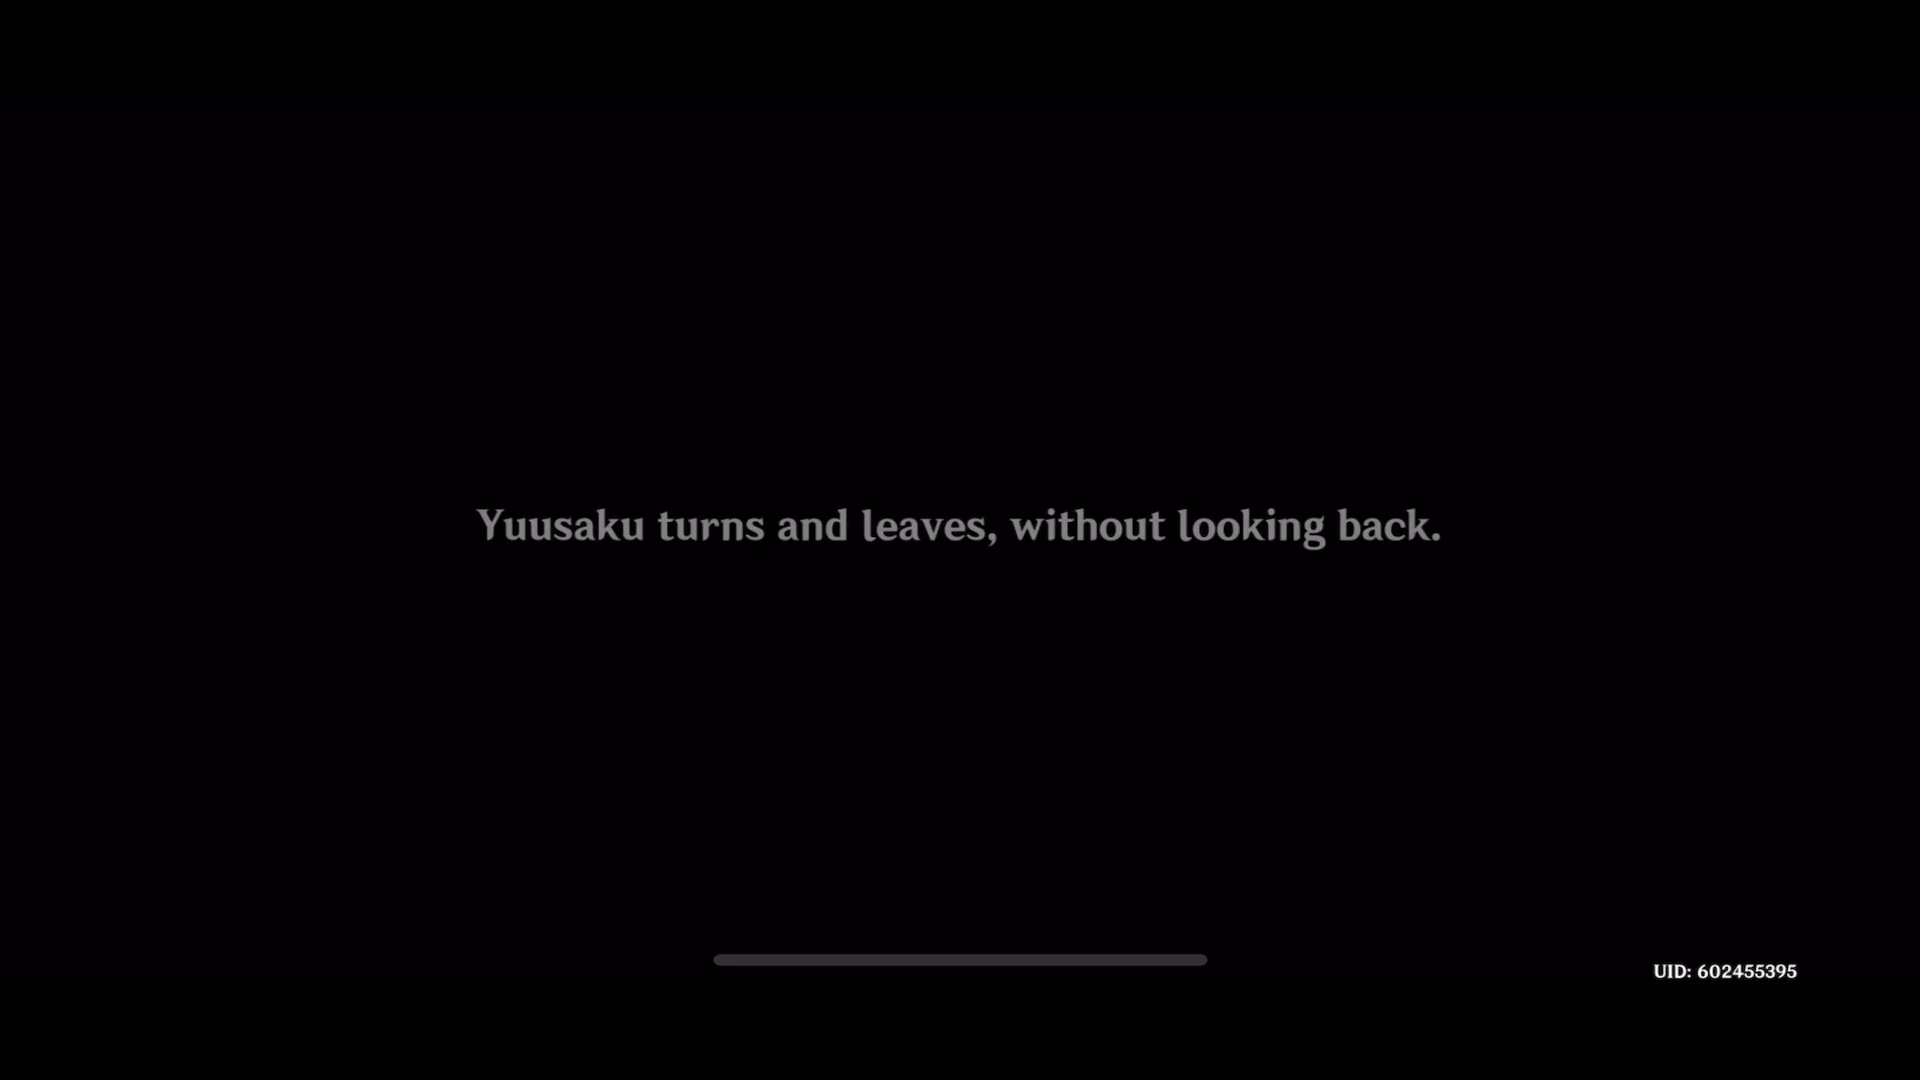 Yuusaku turns and leaves, without looking back.
UID: 602455395